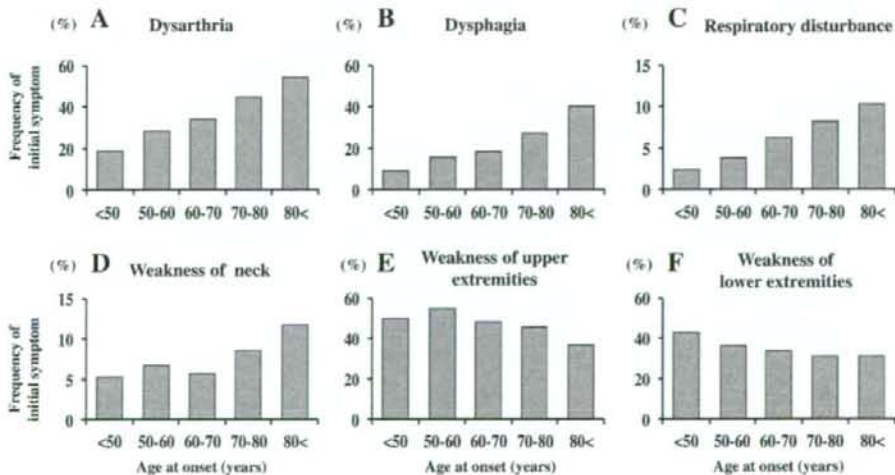 (%) A Dysarthria
Frequency of
initial symptom
60
40
20
0
<50 50-60 60-70 70-80 80<
(%) B Dysphagia
60
40
20
0
<50 50-60 60-70 70-80 80<
(%) C Respiratory disturbance
15
10
5
0
<50 50-60 60-70 70-80 80<
(%) D Weakness of neck
Frequency of
initial symptom
15
10
5
0
<50 50-60 60-70 70-80 80<
Age at onset (years)
(%) E Weakness of upper
extremities
60
40
20
0
<50 50-60 60-70 70-80 80<
Age at onset (years)
(%) F Weakness of
lower extremities
60
40
20
0
<50 50-60 60-70 70-80 80<
Age at onset (years)